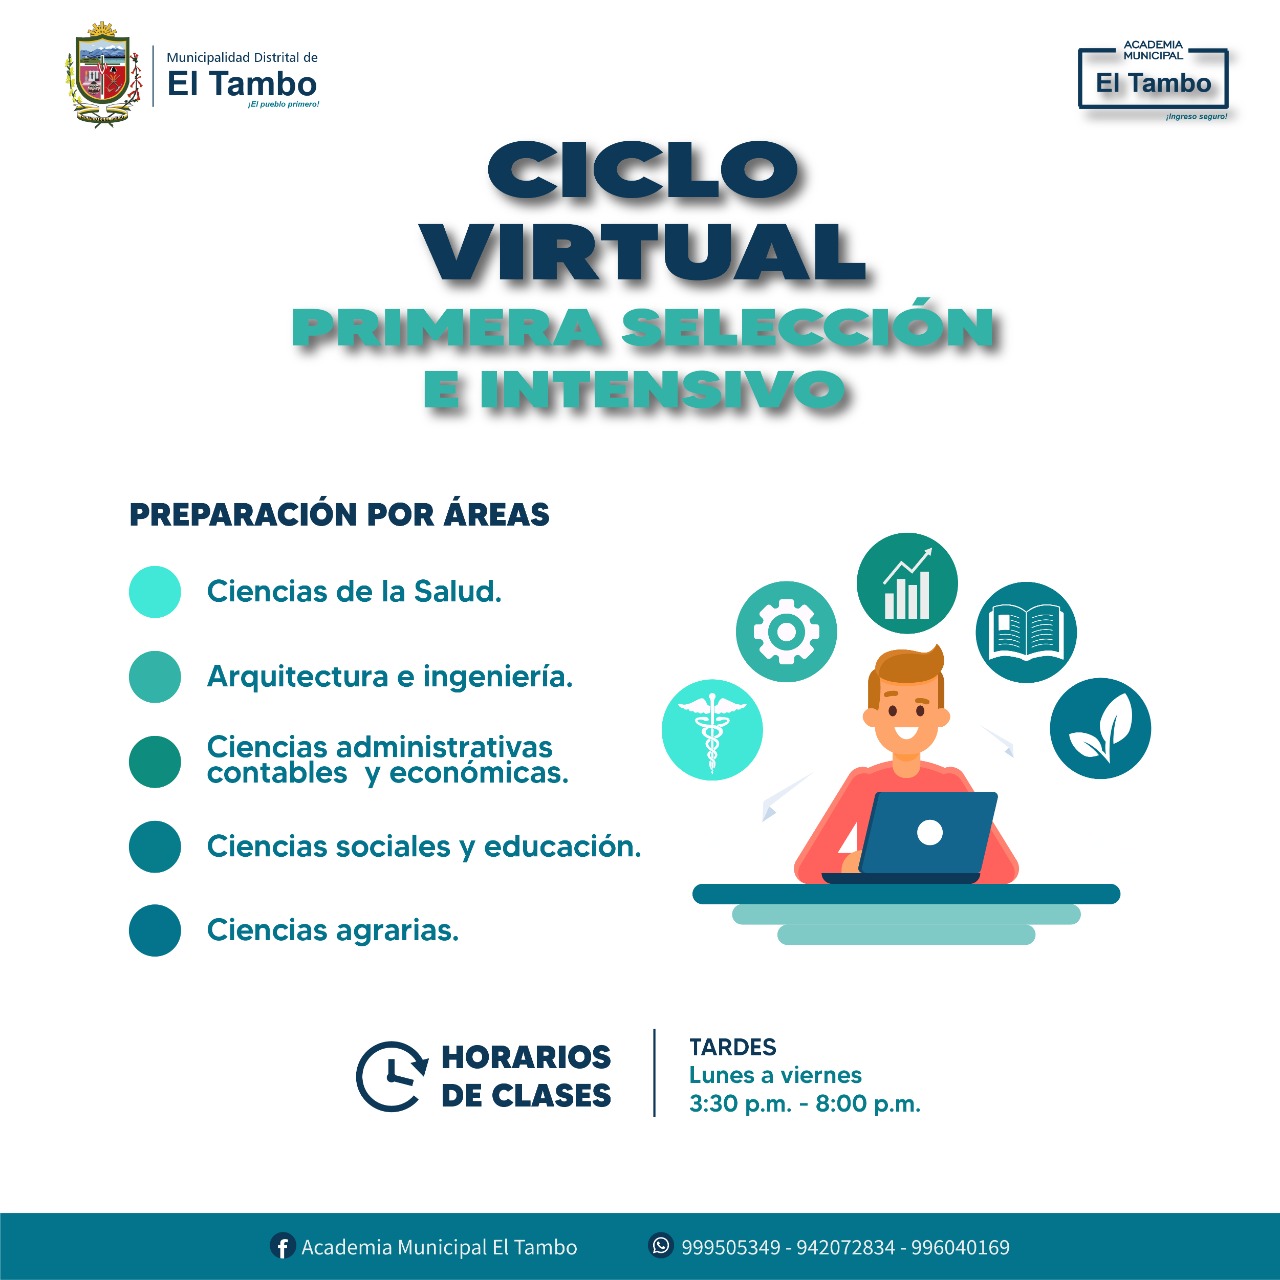 Municipalidad Distrital de
El Tambo
¡El pueblo primero!
ACADEMIA
MUNICIPAL
El Tambo
¡Ingreso seguro!
CICLO
VIRTUAL
PRIMERA SELECCIÓN
E INTENSIVO
PREPARACIÓN POR ÁREAS
Ciencias de la Salud.
Arquitectura e ingeniería.
Ciencias administrativas
contables y económicas.
Ciencias sociales y educación.
Ciencias agrarias.
HORARIOS
DE CLASES
TARDES
Lunes a viernes
3:30 p.m. - 8:00 p.m.
Academia Municipal El Tambo
999505349 - 942072834 - 996040169